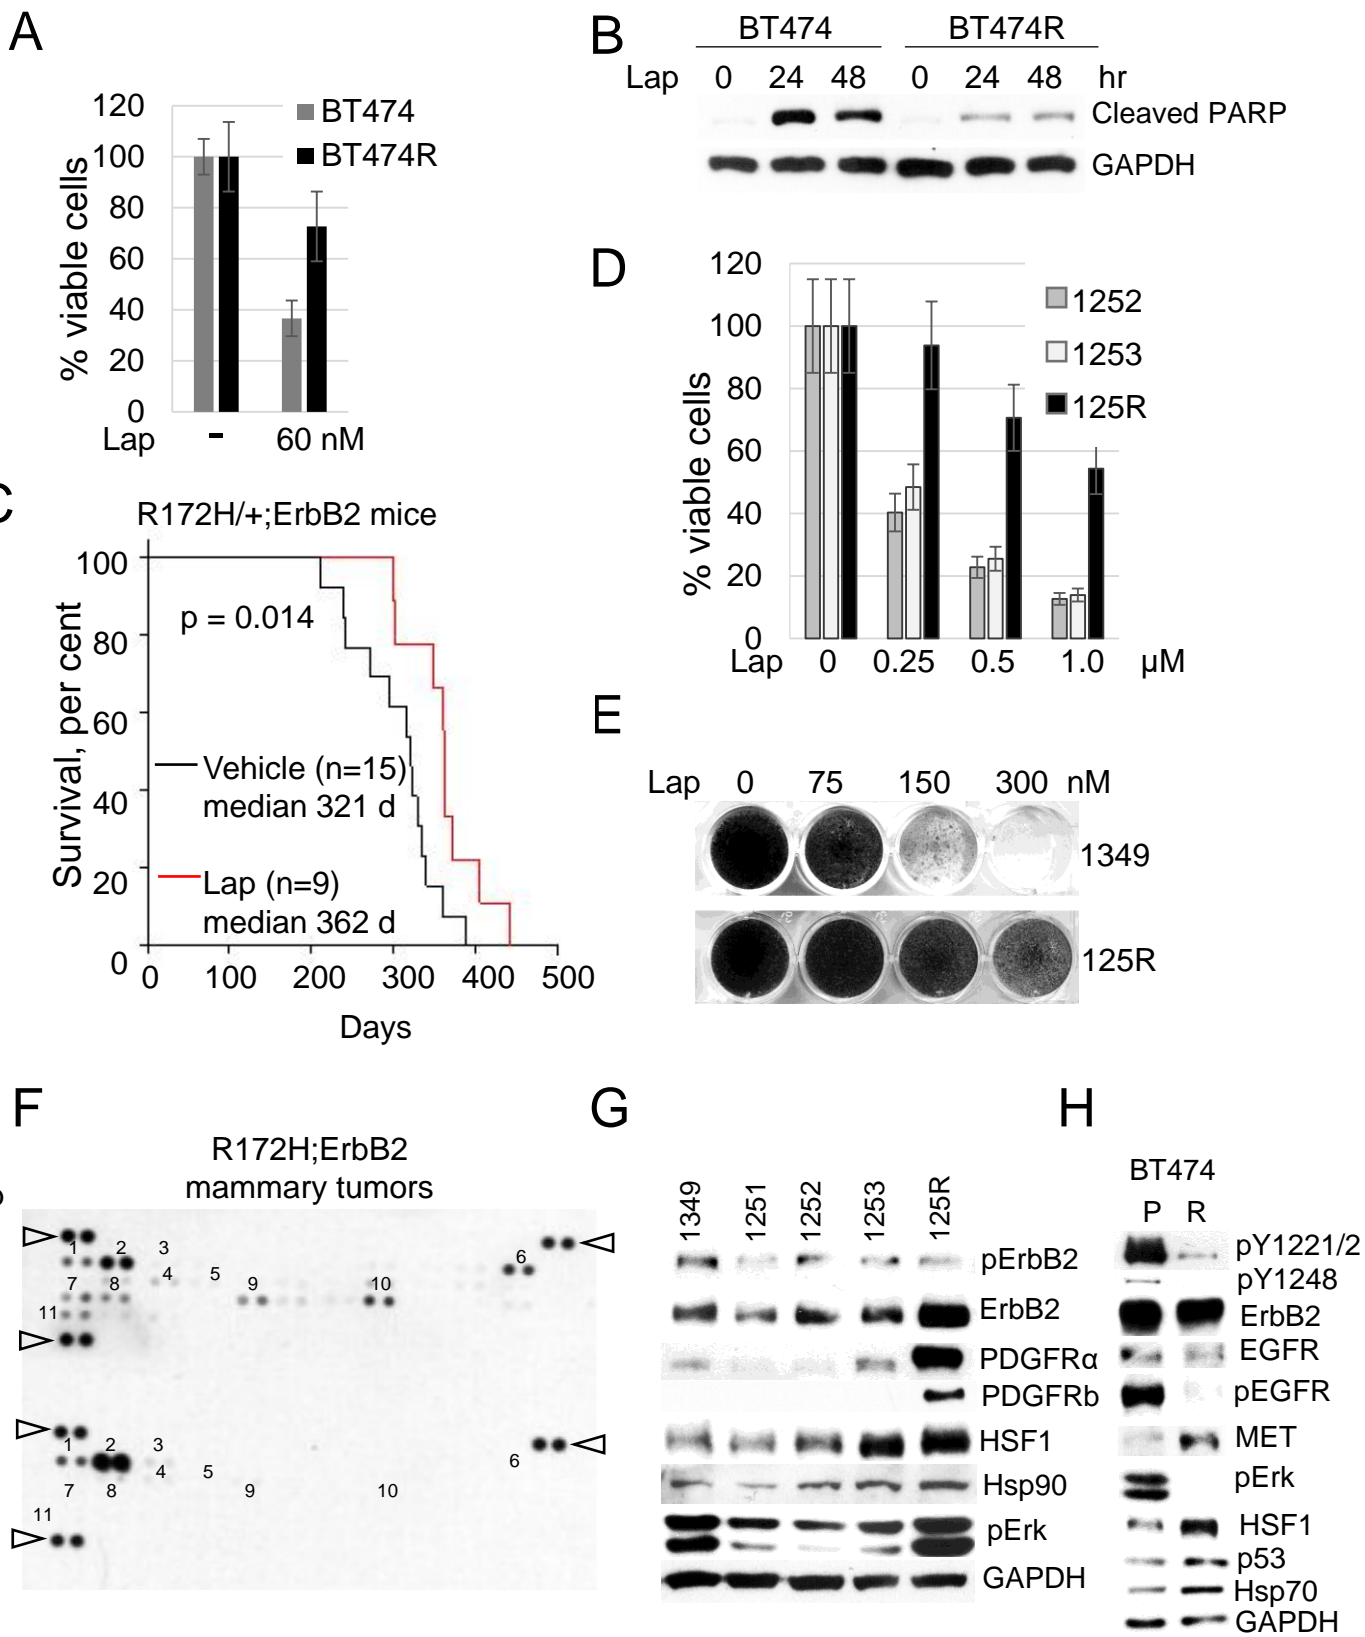 A
120
100
80
60
40
20
0
% viable cells
BT474
BT474R
Lap
-
60 nM
B
BT474
BT474R
Lap 0 24 48 0 24 48 hr
Cleaved PARP
GAPDH
C
R172H/+;ErbB2 mice
100
80
60
40
20
0
Survival, per cent
p = 0.014
Vehicle (n=15)
median 321 d
Lap (n=9)
median 362 d
0 100 200 300 400 500
Days
D
120
100
80
60
40
20
0
% viable cells
1252
1253
125R
Lap 0 0.25 0.5 1.0 µM
E
Lap 0 75 150 300 nM
1349
125R
F
R172H;ErbB2
mammary tumors
1 2 3
4 5 6
7 8 9 10
11
1 2 3
4 5 6
7 8 9 10
11
G
1349 1251 1252 1253 125R
pErbB2
ErbB2
PDGFRα
PDGFRb
HSF1
Hsp90
pErk
GAPDH
H
BT474
P R
pY1221/2
pY1248
ErbB2
EGFR
pEGFR
MET
pErk
HSF1
p53
Hsp70
GAPDH